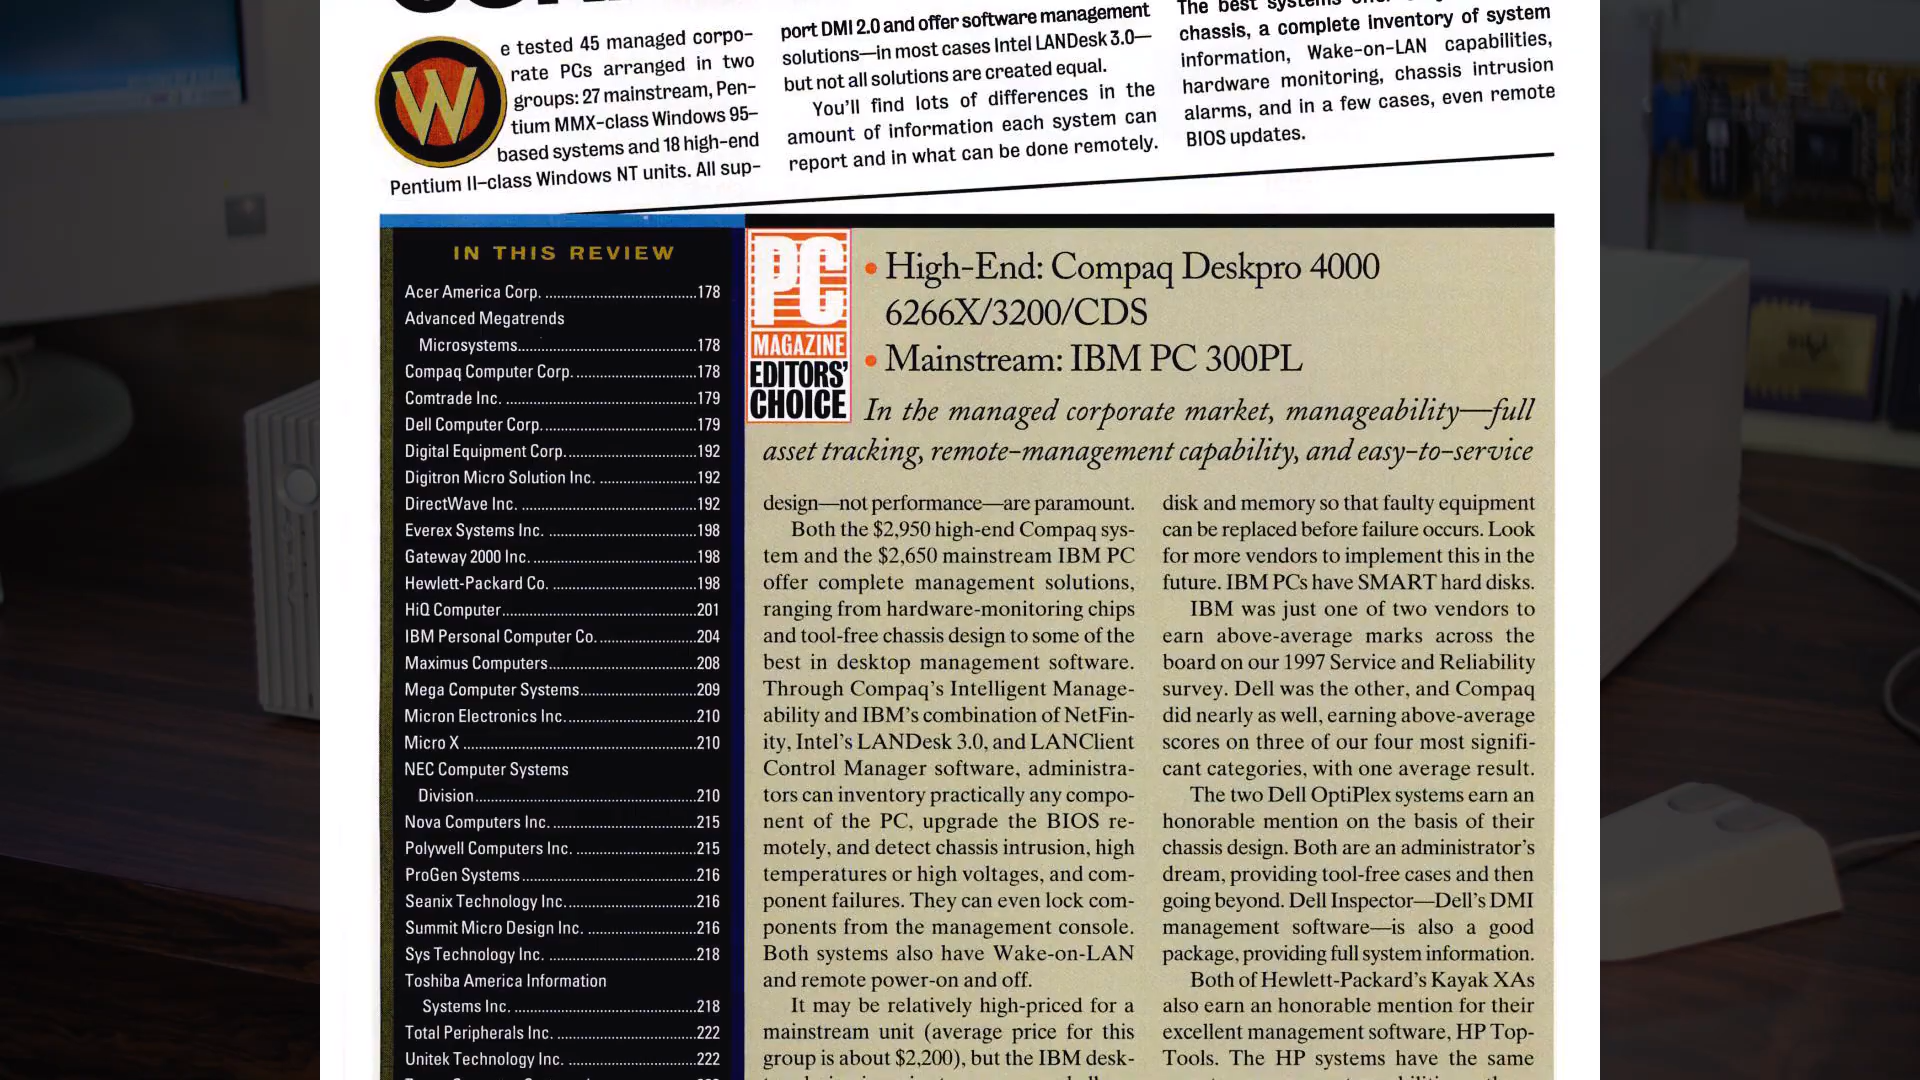 W
e tested 45 managed corpo-
rate PCs arranged in two
groups: 27 mainstream, Pen-
tium MMX-class Windows 95–
based systems and 18 high-end
Pentium II–class Windows NT units. All sup-
port DMI 2.0 and offer software management
solutions—in most cases Intel LANDesk 3.0—
but not all solutions are created equal.
You'll find lots of differences in the
amount of information each system can
report and in what can be done remotely.
The best systems
chassis, a complete inventory of system
information, Wake-on-LAN capabilities,
hardware monitoring, chassis intrusion
alarms, and in a few cases, even remote
BIOS updates.
IN THIS REVIEW
Acer America Corp. ......178
Advanced Megatrends
Microsystems......178
Compaq Computer Corp. ......178
Comtrade Inc. ......179
Dell Computer Corp. ......179
Digital Equipment Corp. ......192
Digitron Micro Solution Inc. ......192
DirectWave Inc. ......192
Everex Systems Inc. ......198
Gateway 2000 Inc. ......198
Hewlett-Packard Co. ......198
HiQ Computer......201
IBM Personal Computer Co. ......204
Maximus Computers......208
Mega Computer Systems......209
Micron Electronics Inc. ......210
Micro X ......210
NEC Computer Systems
Division......210
Nova Computers Inc. ......215
Polywell Computers Inc. ......215
ProGen Systems......216
Seanix Technology Inc. ......216
Summit Micro Design Inc. ......216
Sys Technology Inc. ......218
Toshiba America Information
Systems Inc. ......218
Total Peripherals Inc. ......222
Unitek Technology Inc. ......222
PC
MAGAZINE
EDITORS'
CHOICE
• High-End: Compaq Deskpro 4000
6266X/3200/CDS
• Mainstream: IBM PC 300PL
In the managed corporate market, manageability—full
asset tracking, remote-management capability, and easy-to-service
design—not performance—are paramount.
Both the $2,950 high-end Compaq sys-
tem and the $2,650 mainstream IBM PC
offer complete management solutions,
ranging from hardware-monitoring chips
and tool-free chassis design to some of the
best in desktop management software.
Through Compaq's Intelligent Manage-
ability and IBM's combination of NetFin-
ity, Intel's LANDesk 3.0, and LANClient
Control Manager software, administra-
tors can inventory practically any compo-
nent of the PC, upgrade the BIOS re-
motely, and detect chassis intrusion, high
temperatures or high voltages, and com-
ponent failures. They can even lock com-
ponents from the management console.
Both systems also have Wake-on-LAN
and remote power-on and off.
It may be relatively high-priced for a
mainstream unit (average price for this
group is about $2,200), but the IBM desk-
disk and memory so that faulty equipment
can be replaced before failure occurs. Look
for more vendors to implement this in the
future. IBM PCs have SMART hard disks.
IBM was just one of two vendors to
earn above-average marks across the
board on our 1997 Service and Reliability
survey. Dell was the other, and Compaq
did nearly as well, earning above-average
scores on three of our four most signifi-
cant categories, with one average result.
The two Dell OptiPlex systems earn an
honorable mention on the basis of their
chassis design. Both are an administrator's
dream, providing tool-free cases and then
going beyond. Dell Inspector—Dell's DMI
management software—is also a good
package, providing full system information.
Both of Hewlett-Packard's Kayak XAs
also earn an honorable mention for their
excellent management software, HP Top-
Tools. The HP systems have the same